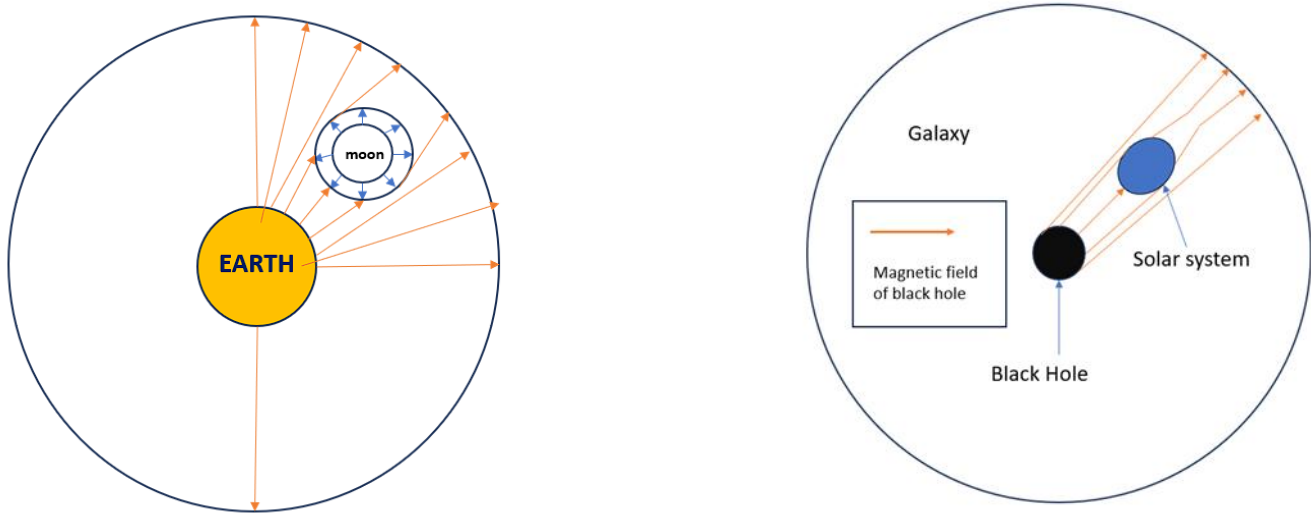 moon
EARTH
Galaxy
Magnetic field
of black hole
Solar system
Black Hole